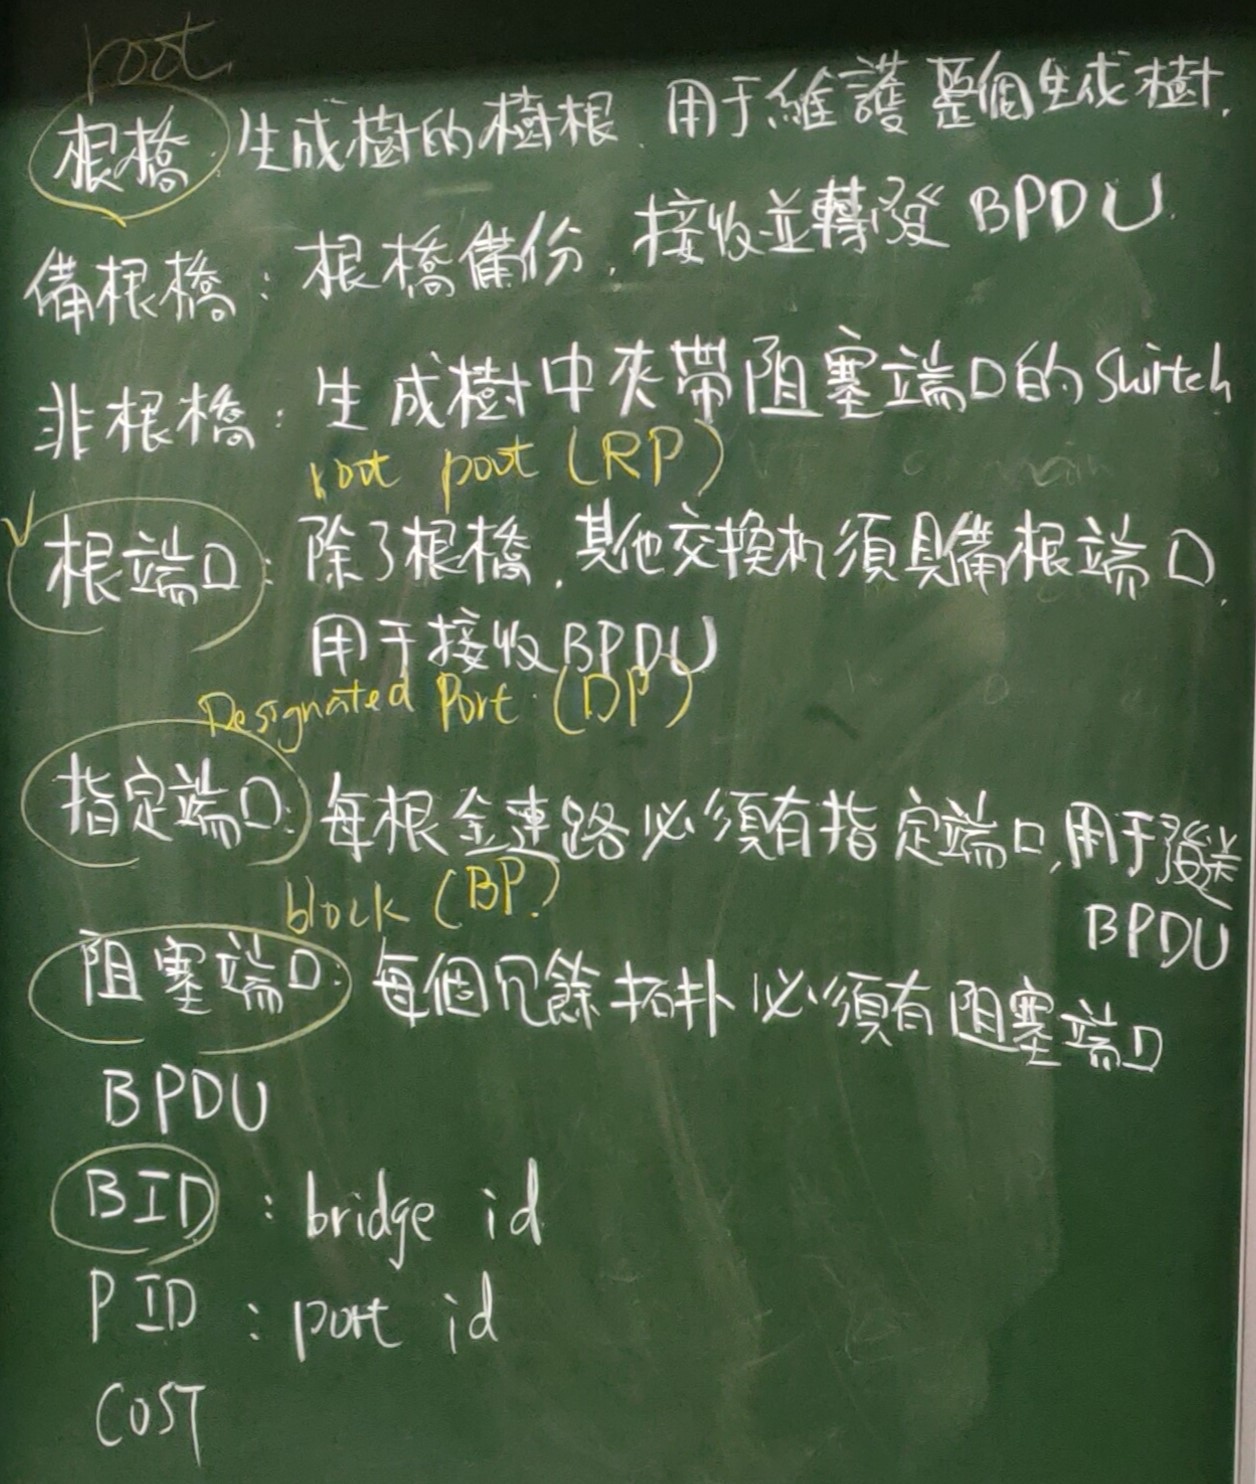 root
根橋：生成樹的樹根，用于維護整個生成樹．
備根橋：根橋備份，接收並轉發 BPDU．
非根橋：生成樹中夾帶阻塞端口的 Switch
root port (RP)
根端口：除了根橋，其他交換机須具備根端口，
用于接收BPDU
Designated Port (DP)
指定端口：每根金連路必須有指定端口，用于發送
BPDU
block (BP)
阻塞端口：每個冗餘拓扑必須有阻塞端口
BPDU
BID : bridge id
PID : port id
COST